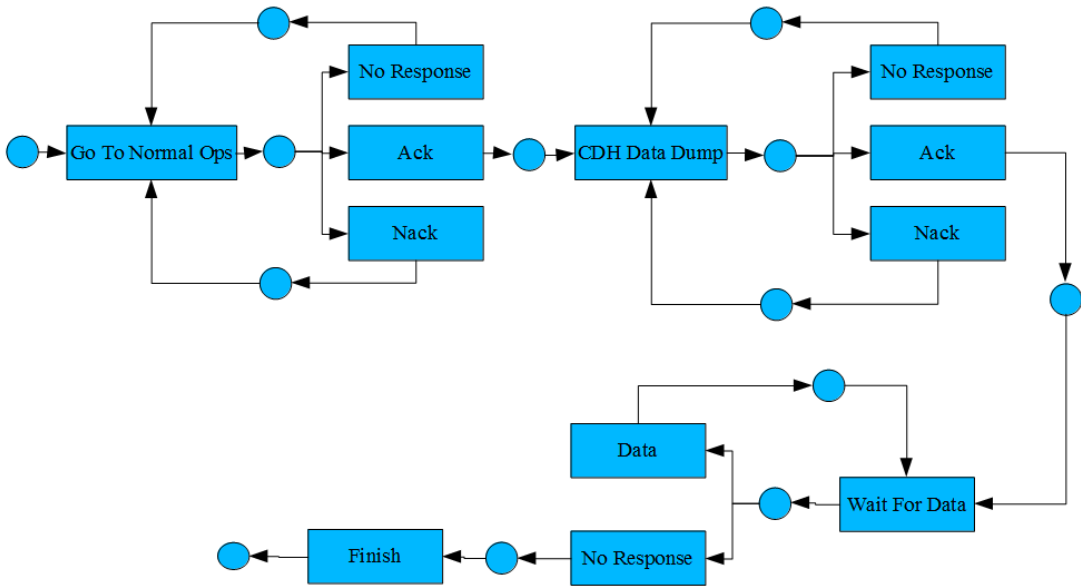 No Response
No Response
Go To Normal Ops
Ack
CDH Data Dump
Ack
Nack
Nack
Data
Wait For Data
Finish
No Response